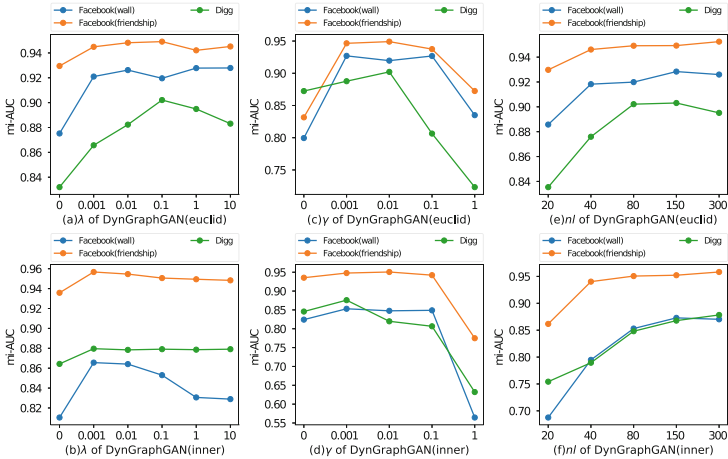 Facebook(wall) Digg
Facebook(friendship)
mi-AUC
0.94
0.92
0.90
0.88
0.86
0.84
0 0.001 0.01 0.1 1 10
(a)λ of DynGraphGAN(euclid)
Facebook(wall) Digg
Facebook(friendship)
mi-AUC
0.95
0.90
0.85
0.80
0.75
0 0.001 0.01 0.1 1
(c)γ of DynGraphGAN(euclid)
Facebook(wall) Digg
Facebook(friendship)
mi-AUC
0.94
0.92
0.90
0.88
0.86
0.84
20 40 80 150 300
(e)nl of DynGraphGAN(euclid)
Facebook(wall) Digg
Facebook(friendship)
mi-AUC
0.96
0.94
0.92
0.90
0.88
0.86
0.84
0.82
0 0.001 0.01 0.1 1 10
(b)λ of DynGraphGAN(inner)
Facebook(wall) Digg
Facebook(friendship)
mi-AUC
0.95
0.90
0.85
0.80
0.75
0.70
0.65
0.60
0.55
0 0.001 0.01 0.1 1
(d)γ of DynGraphGAN(inner)
Facebook(wall) Digg
Facebook(friendship)
mi-AUC
0.95
0.90
0.85
0.80
0.75
0.70
20 40 80 150 300
(f)nl of DynGraphGAN(inner)